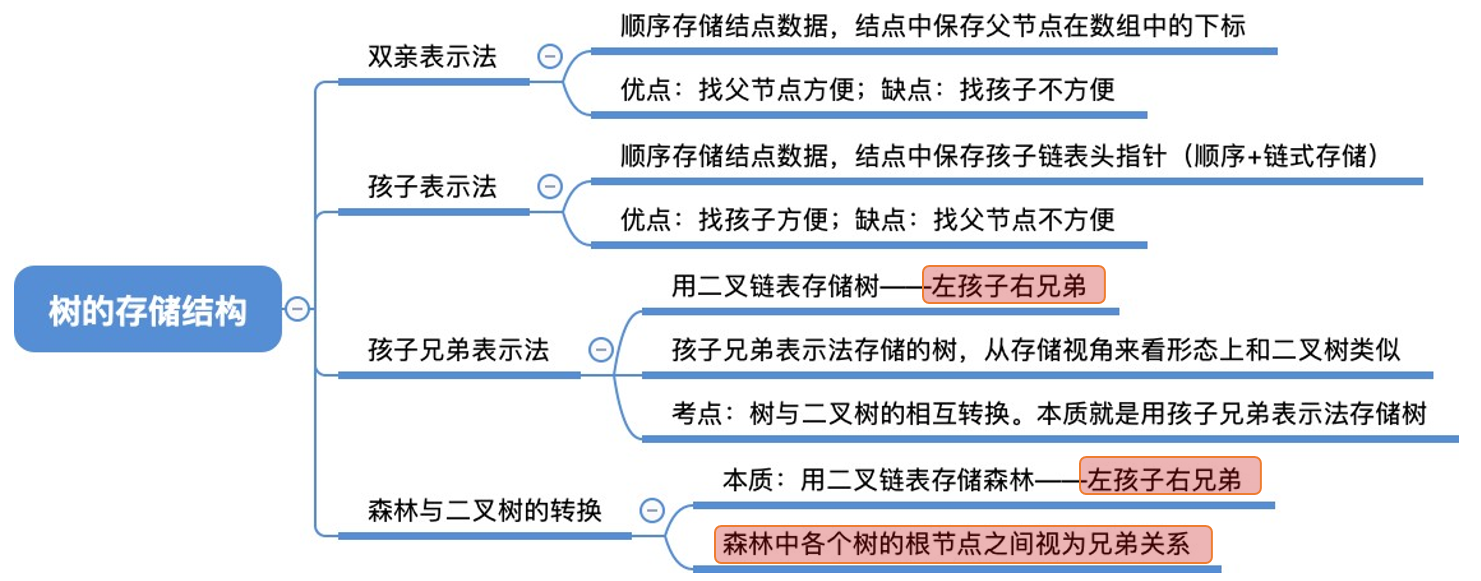 树的存储结构
双亲表示法
顺序存储结点数据，结点中保存父节点在数组中的下标
优点：找父节点方便；缺点：找孩子不方便
孩子表示法
顺序存储结点数据，结点中保存孩子链表头指针（顺序+链式存储）
优点：找孩子方便；缺点：找父节点不方便
孩子兄弟表示法
用二叉链表存储树——左孩子右兄弟
孩子兄弟表示法存储的树，从存储视角来看形态上和二叉树类似
考点：树与二叉树的相互转换。本质就是用孩子兄弟表示法存储树
森林与二叉树的转换
本质：用二叉链表存储森林——左孩子右兄弟
森林中各个树的根节点之间视为兄弟关系